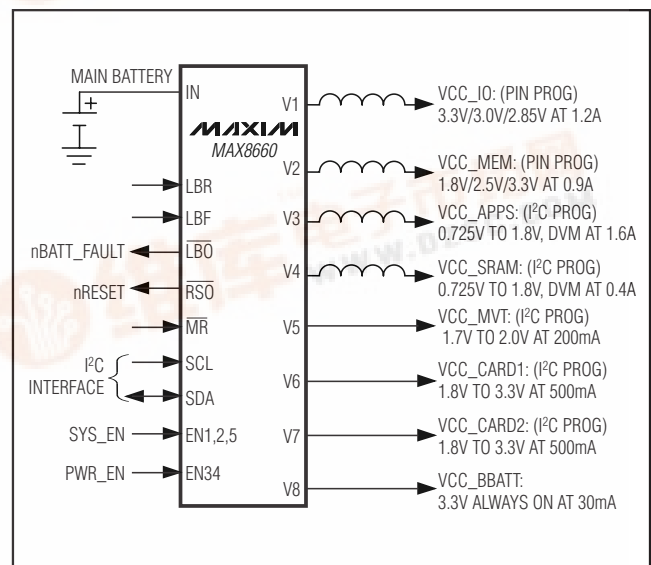 MAIN BATTERY
+
IN
MAXIM
MAX8660
LBR
LBF
nBATT_FAULT
LBO
nRESET
RSO
MR
I²C
INTERFACE
SCL
SDA
SYS_EN
EN1,2,5
PWR_EN
EN34
V1
VCC_IO: (PIN PROG)
3.3V/3.0V/2.85V AT 1.2A
V2
VCC_MEM: (PIN PROG)
1.8V/2.5V/3.3V AT 0.9A
V3
VCC_APPS: (I²C PROG)
0.725V TO 1.8V, DVM AT 1.6A
V4
VCC_SRAM: (I²C PROG)
0.725V TO 1.8V, DVM AT 0.4A
V5
VCC_MVT: (I²C PROG)
1.7V TO 2.0V AT 200mA
V6
VCC_CARD1: (I²C PROG)
1.8V TO 3.3V AT 500mA
V7
VCC_CARD2: (I²C PROG)
1.8V TO 3.3V AT 500mA
V8
VCC_BBATT:
3.3V ALWAYS ON AT 30mA